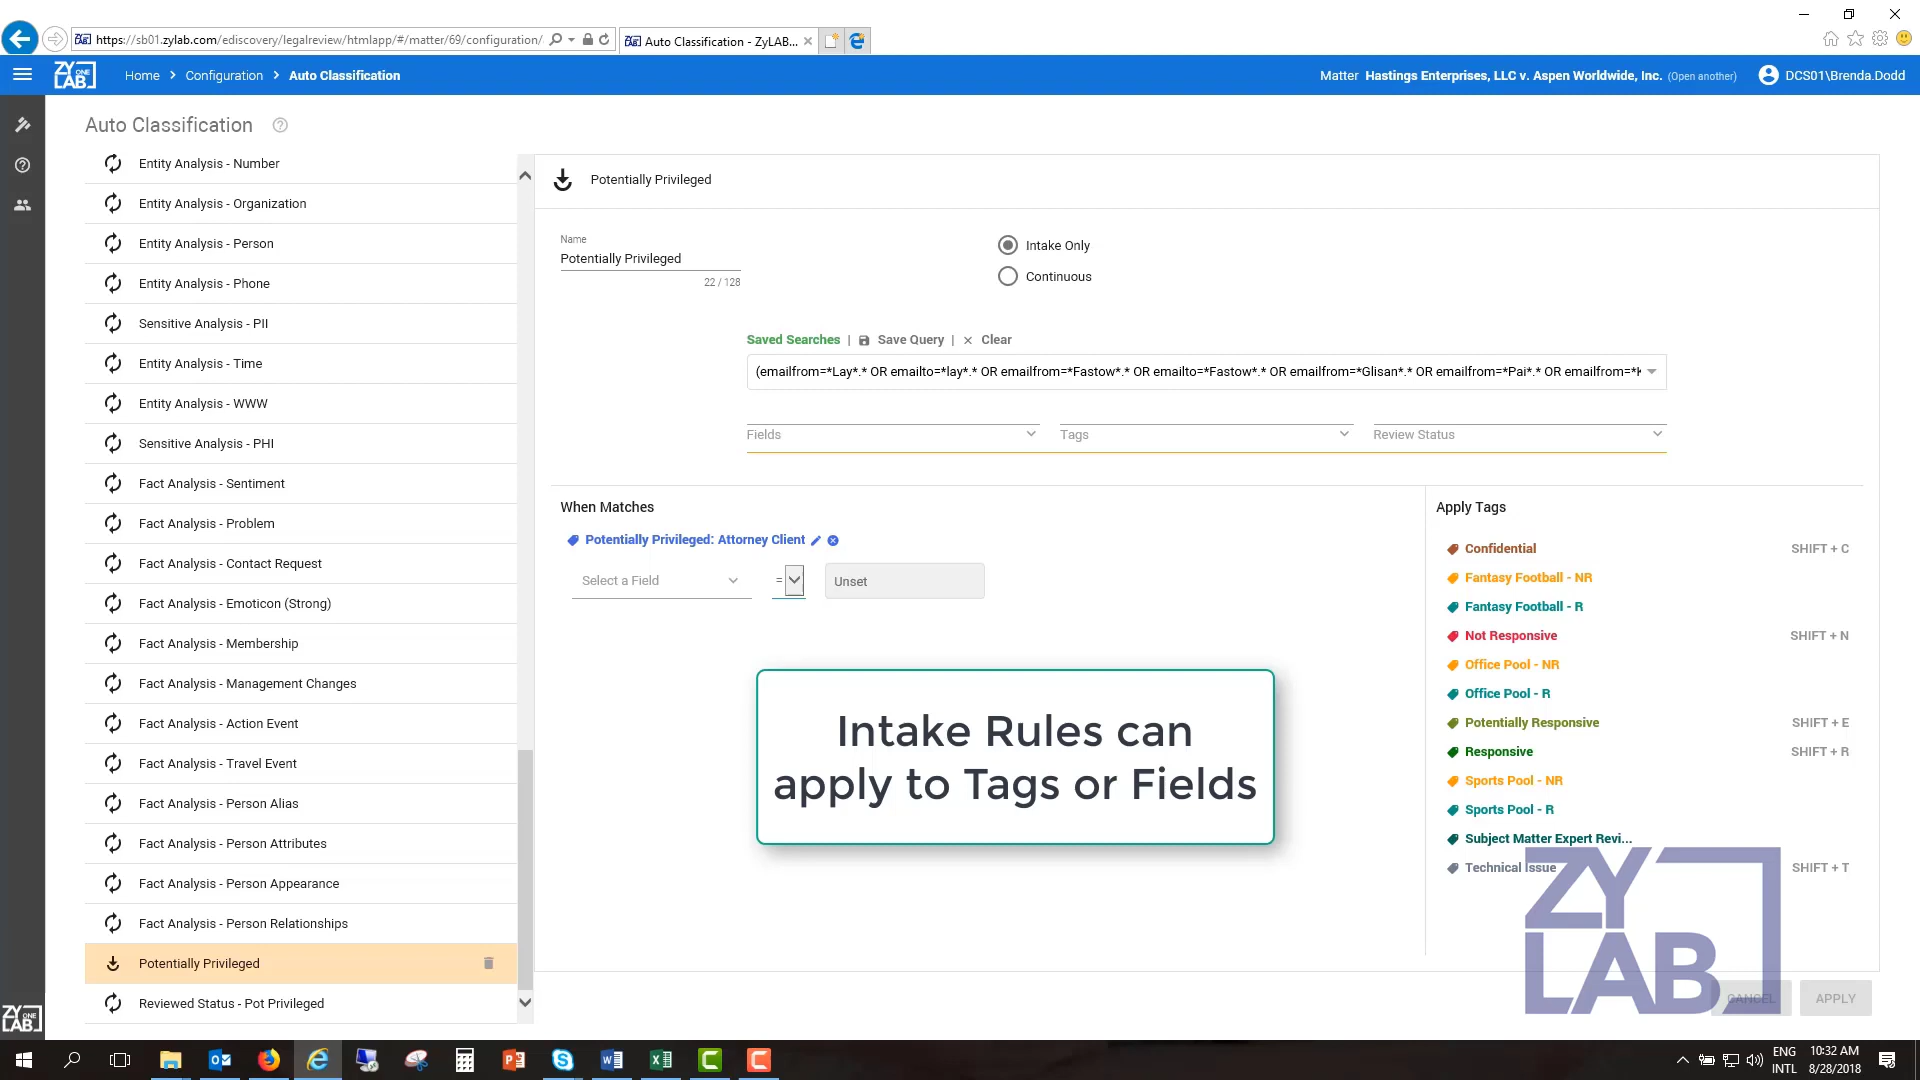 https://sb01.zylab.com/ediscovery/legalreview/htmlapp/#/matter/69/configuration/
Auto Classification - ZyLAB...
ZY ONE LAB
Home > Configuration > Auto Classification
Matter Hastings Enterprises, LLC v. Aspen Worldwide, Inc. (Open another)
DCS01\Brenda.Dodd
Auto Classification
Entity Analysis - Number
Entity Analysis - Organization
Entity Analysis - Person
Entity Analysis - Phone
Sensitive Analysis - PII
Entity Analysis - Time
Entity Analysis - WWW
Sensitive Analysis - PHI
Fact Analysis - Sentiment
Fact Analysis - Problem
Fact Analysis - Contact Request
Fact Analysis - Emoticon (Strong)
Fact Analysis - Membership
Fact Analysis - Management Changes
Fact Analysis - Action Event
Fact Analysis - Travel Event
Fact Analysis - Person Alias
Fact Analysis - Person Attributes
Fact Analysis - Person Appearance
Fact Analysis - Person Relationships
Potentially Privileged
Reviewed Status - Pot Privileged
Potentially Privileged
Name
Potentially Privileged
22 / 128
Intake Only
Continuous
Saved Searches | Save Query | Clear
(emailfrom=*Lay*.* OR emailto=*lay*.* OR emailfrom=*Fastow*.* OR emailto=*Fastow*.* OR emailfrom=*Glisan*.* OR emailfrom=*Pai*.* OR emailfrom=*
Fields
Tags
Review Status
When Matches
Potentially Privileged: Attorney Client
Select a Field
=
Unset
Intake Rules can
apply to Tags or Fields
Apply Tags
Confidential SHIFT + C
Fantasy Football - NR
Fantasy Football - R
Not Responsive SHIFT + N
Office Pool - NR
Office Pool - R
Potentially Responsive SHIFT + E
Responsive SHIFT + R
Sports Pool - NR
Sports Pool - R
Subject Matter Expert Revi...
Technical Issue SHIFT + T
ZY
LAB
CANCEL
APPLY
ZY ONE LAB
ENG
INTL
10:32 AM
8/28/2018